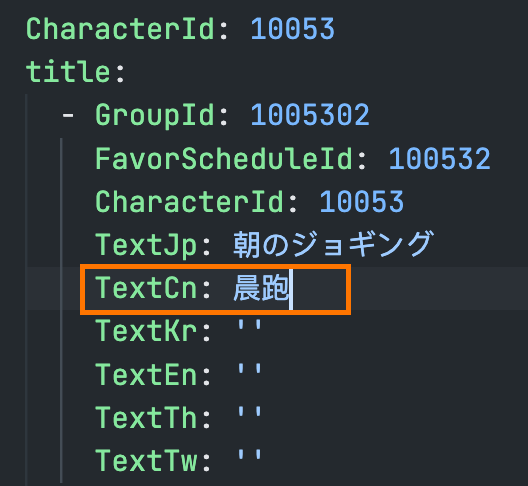 CharacterId: 10053
title:
- GroupId: 1005302
FavorScheduleId: 100532
CharacterId: 10053
TextJp: 朝のジョギング
TextCn: 晨跑
TextKr: ''
TextEn: ''
TextTh: ''
TextTw: ''